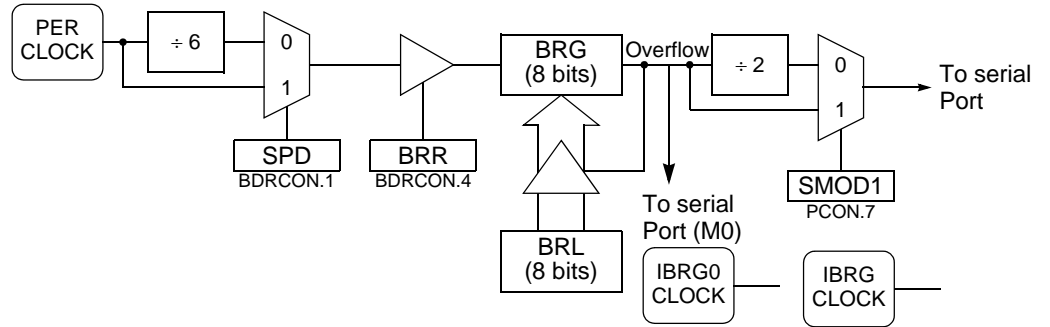 PER
CLOCK
÷ 6
0
1
SPD
BDRCON.1
BRR
BDRCON.4
BRG
(8 bits)
Overflow
BRL
(8 bits)
To serial
Port (M0)
÷ 2
0
1
To serial
Port
SMOD1
PCON.7
IBRG0
CLOCK
IBRG
CLOCK